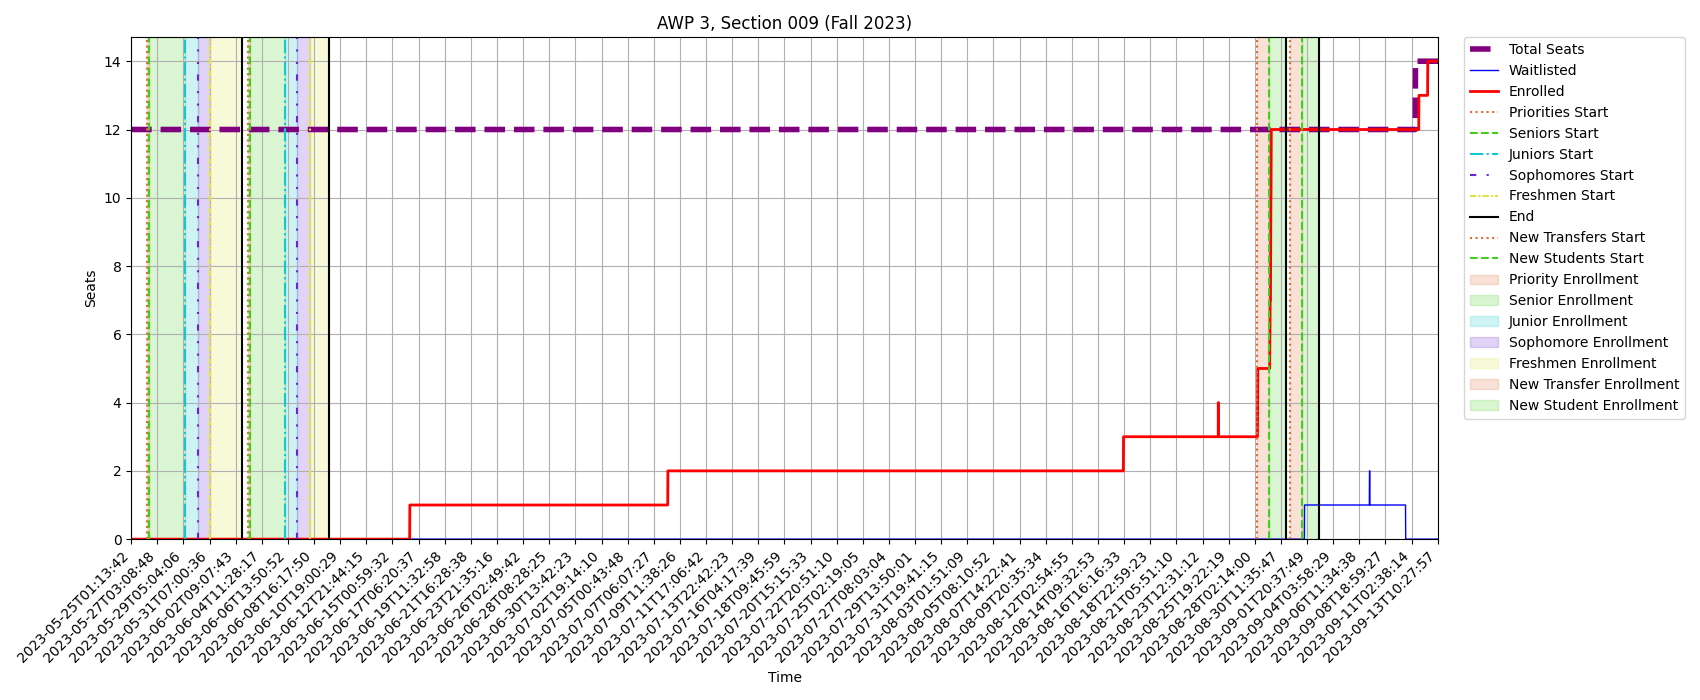 AWP 3, Section 009 (Fall 2023)
Seats
14
12
10
8
6
4
2
0
2023-05-25T01:13:42
2023-05-27T03:08:48
2023-05-29T05:04:06
2023-05-31T07:00:36
2023-06-02T09:07:43
2023-06-04T11:28:17
2023-06-06T13:50:52
2023-06-08T16:17:50
2023-06-10T19:00:29
2023-06-12T21:44:15
2023-06-15T00:59:32
2023-06-17T06:20:37
2023-06-19T11:32:58
2023-06-21T16:28:38
2023-06-23T21:35:16
2023-06-26T02:49:42
2023-06-28T08:28:25
2023-06-30T13:42:23
2023-07-02T19:14:10
2023-07-05T00:43:48
2023-07-07T06:07:27
2023-07-09T11:38:26
2023-07-11T17:06:42
2023-07-13T22:42:23
2023-07-16T04:17:39
2023-07-18T09:45:59
2023-07-20T15:15:33
2023-07-22T20:51:10
2023-07-25T02:19:05
2023-07-27T08:03:04
2023-07-29T13:50:01
2023-07-31T19:41:15
2023-08-03T01:51:09
2023-08-05T08:10:52
2023-08-07T14:22:41
2023-08-09T20:35:34
2023-08-12T02:54:55
2023-08-14T09:32:53
2023-08-16T16:16:33
2023-08-18T22:59:23
2023-08-21T05:51:10
2023-08-23T12:31:12
2023-08-25T19:22:19
2023-08-28T02:14:00
2023-08-30T11:35:47
2023-09-01T20:37:49
2023-09-04T03:58:29
2023-09-06T11:34:38
2023-09-08T18:59:27
2023-09-11T02:38:14
2023-09-13T10:27:57
Time
Total Seats
Waitlisted
Enrolled
Priorities Start
Seniors Start
Juniors Start
Sophomores Start
Freshmen Start
End
New Transfers Start
New Students Start
Priority Enrollment
Senior Enrollment
Junior Enrollment
Sophomore Enrollment
Freshmen Enrollment
New Transfer Enrollment
New Student Enrollment